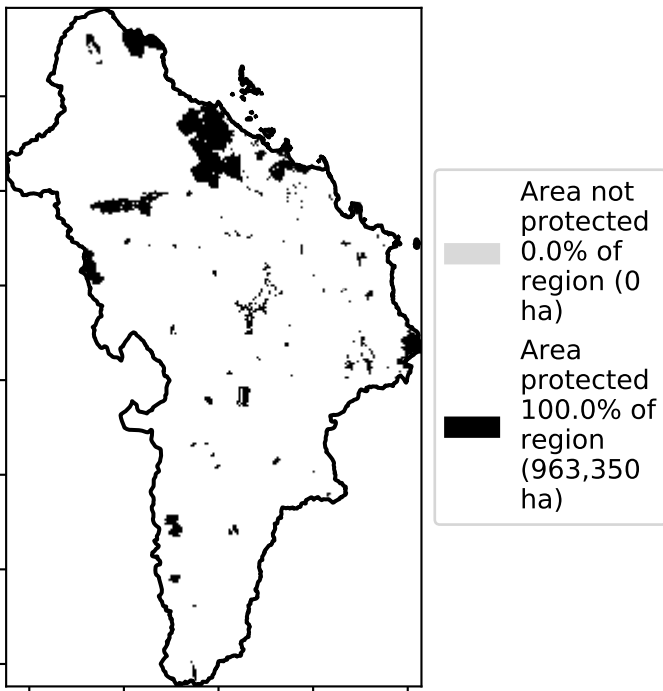 Area not
protected
0.0% of
region (0
ha)
Area
protected
100.0% of
region
(963,350
ha)